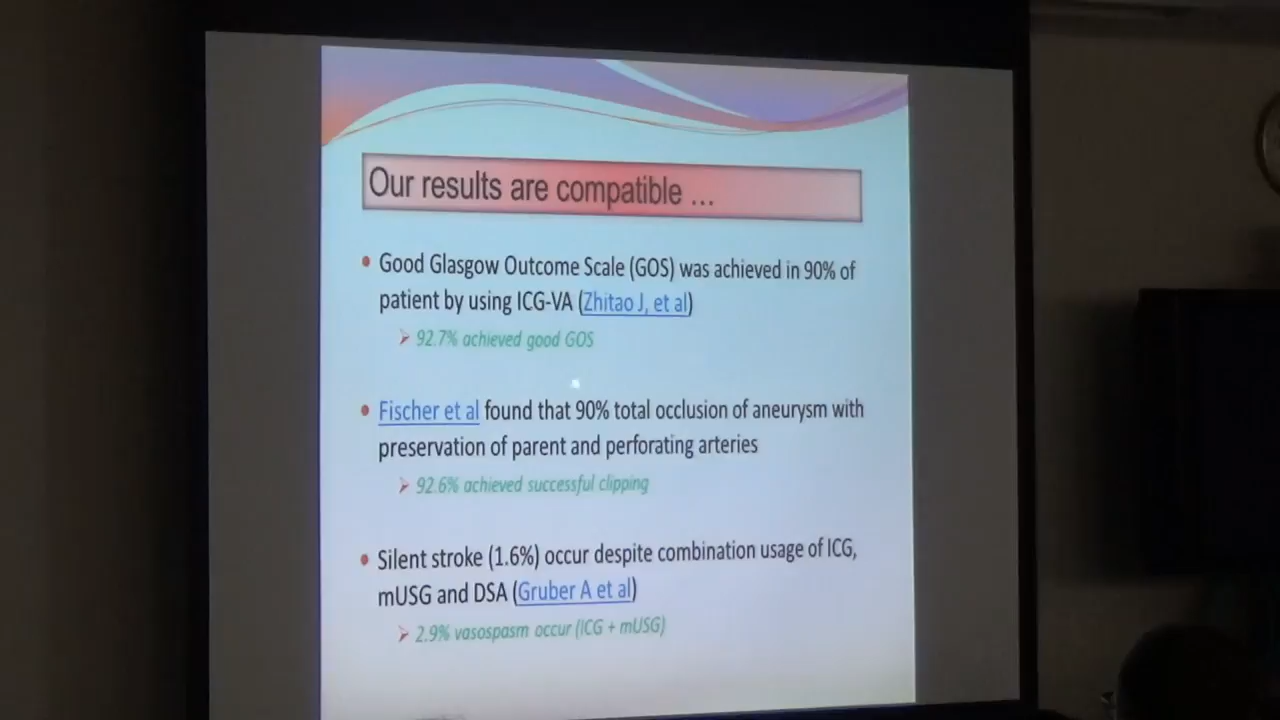 Our results are compatible ...
• Good Glasgow Outcome Scale (GOS) was achieved in 90% of
patient by using ICG-VA (Zhitao J, et al)
➢ 92.7% achieved good GOS
• Fischer et al found that 90% total occlusion of aneurysm with
preservation of parent and perforating arteries
➢ 92.6% achieved successful clipping
• Silent stroke (1.6%) occur despite combination usage of ICG,
mUSG and DSA (Gruber A et al)
➢ 2.9% vasospasm occur (ICG + mUSG)